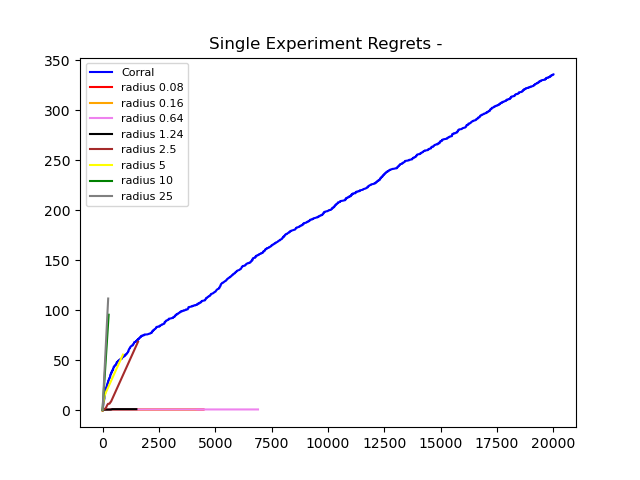 Single Experiment Regrets -
350
300
250
200
150
100
50
0
Corral
radius 0.08
radius 0.16
radius 0.64
radius 1.24
radius 2.5
radius 5
radius 10
radius 25
0 2500 5000 7500 10000 12500 15000 17500 20000